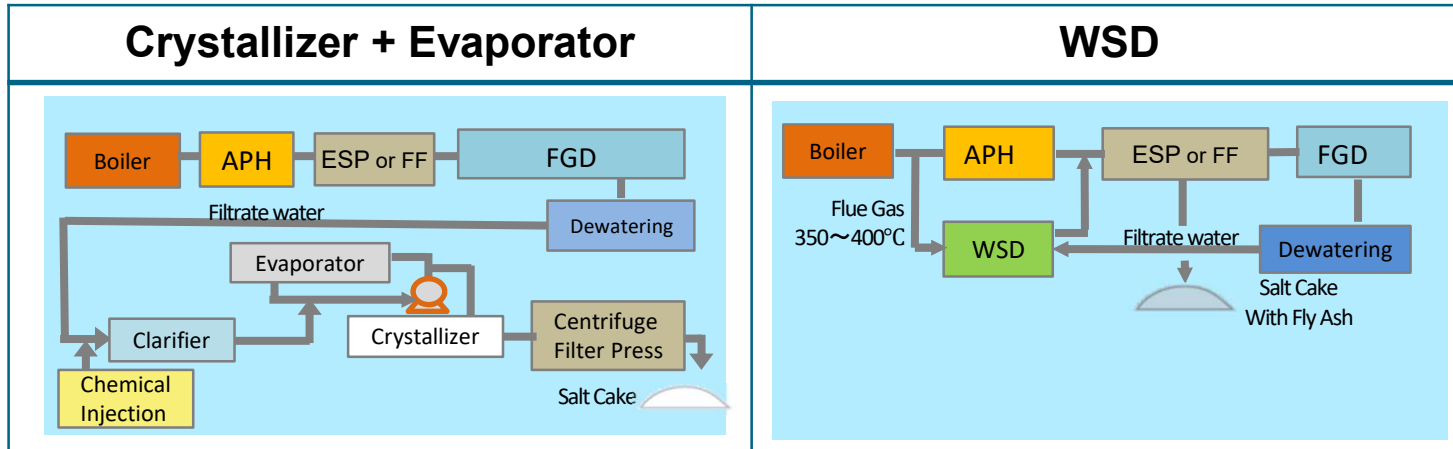 Crystallizer + Evaporator
Boiler
APH
ESP or FF
FGD
Filtrate water
Dewatering
Evaporator
Clarifier
Crystallizer
Centrifuge
Filter Press
Chemical
Injection
Salt Cake
WSD
Boiler
APH
ESP or FF
FGD
Flue Gas
350～400℃
WSD
Filtrate water
Dewatering
Salt Cake
With Fly Ash